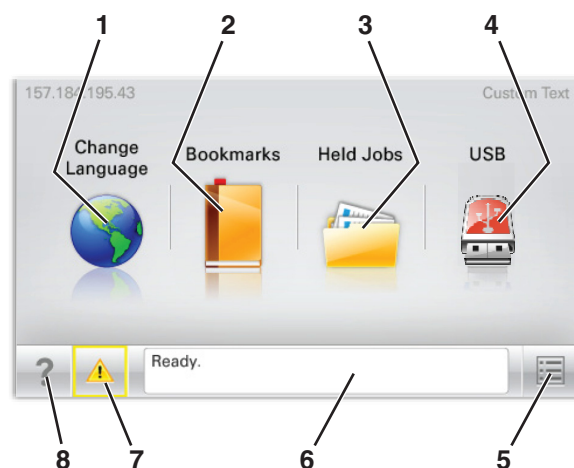 1 2 3 4
157.184.195.43 Custom Text
Change
Language Bookmarks Held Jobs USB
? Ready.
8 7 6 5